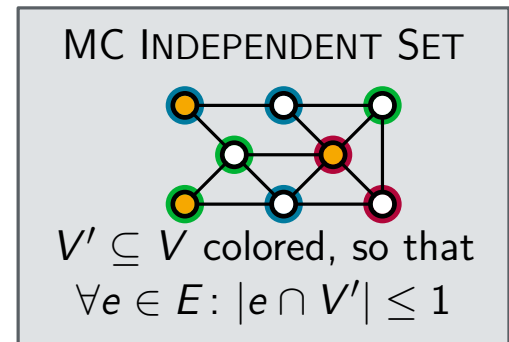 MC INDEPENDENT SET
V′ ⊆ V colored, so that
∀e ∈ E: |e ∩ V′| ≤ 1